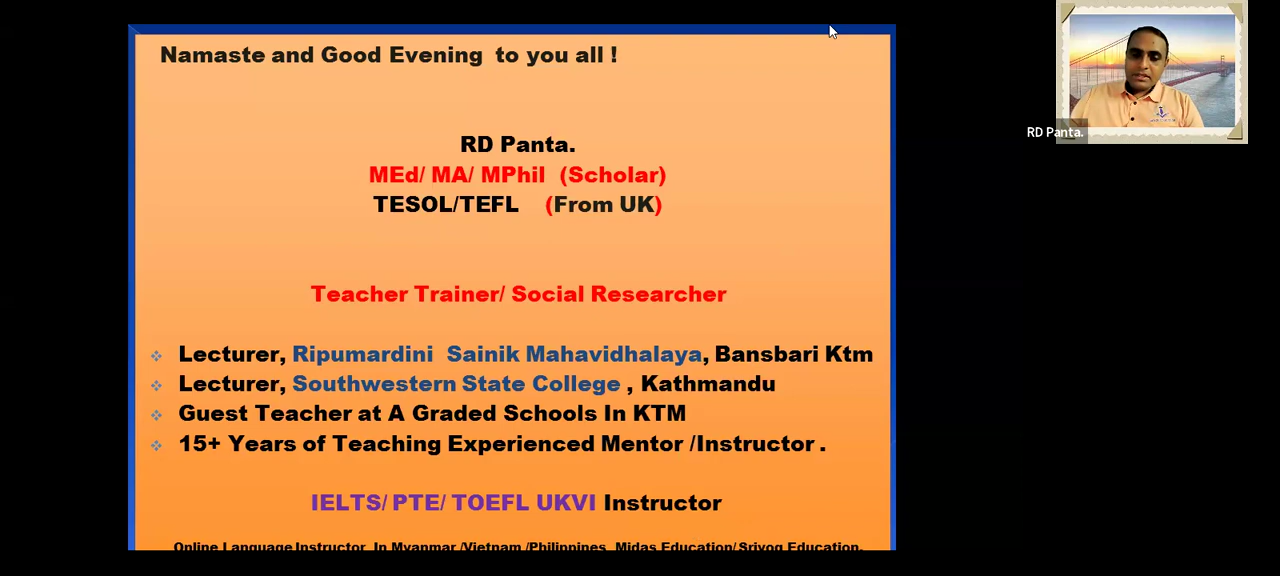 Namaste and Good Evening to you all !
RD Panta.
MEd/ MA/ MPhil (Scholar)
TESOL/TEFL (From UK)
Teacher Trainer/ Social Researcher
Lecturer, Ripumardini Sainik Mahavidhalaya, Bansbari Ktm
Lecturer, Southwestern State College , Kathmandu
Guest Teacher at A Graded Schools In KTM
15+ Years of Teaching Experienced Mentor /Instructor .
IELTS/ PTE/ TOEFL UKVI Instructor
Online Language Instructor In Myanmar /Vietnam /Philippines Midas Education/ Sriyog Education.
RD Panta.